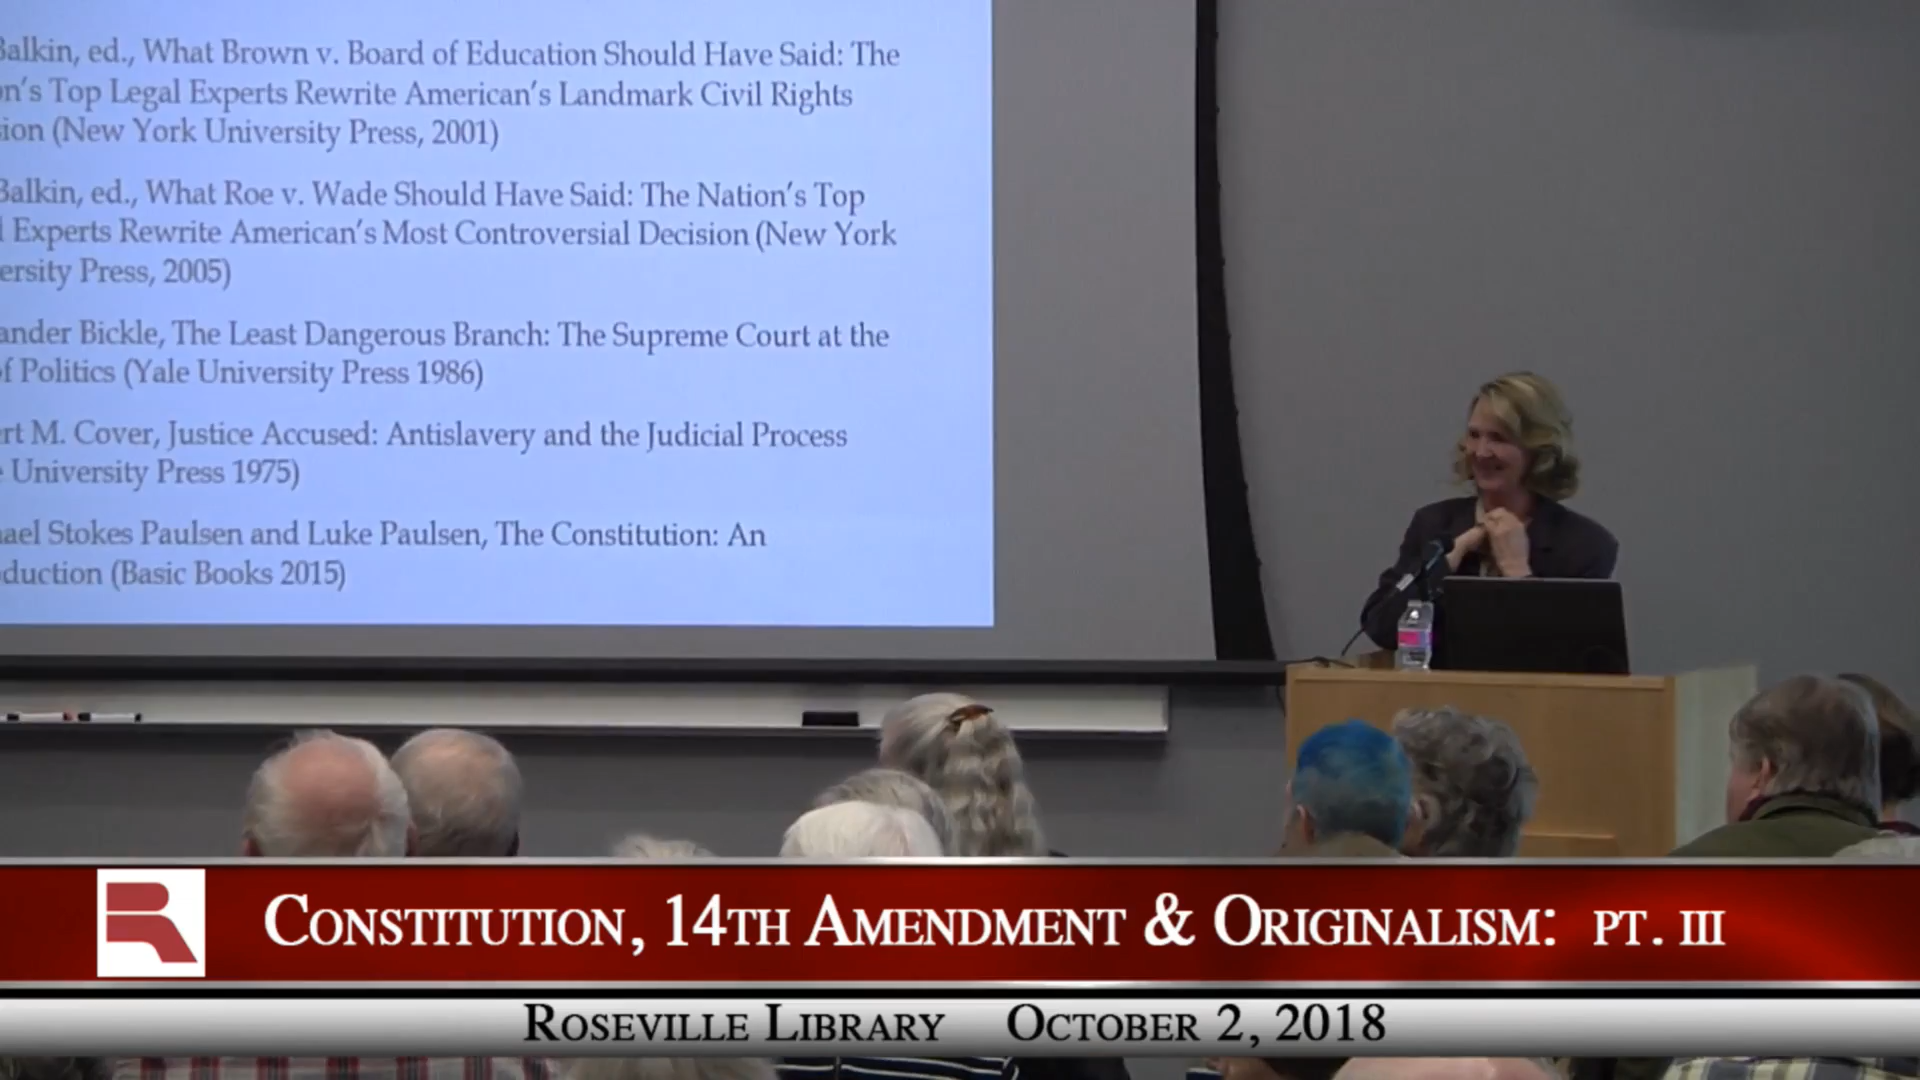 Balkin, ed., What Brown v. Board of Education Should Have Said: The
n's Top Legal Experts Rewrite American's Landmark Civil Rights
ion (New York University Press, 2001)
Balkin, ed., What Roe v. Wade Should Have Said: The Nation's Top
l Experts Rewrite American's Most Controversial Decision (New York
ersity Press, 2005)
ander Bickle, The Least Dangerous Branch: The Supreme Court at the
f Politics (Yale University Press 1986)
rt M. Cover, Justice Accused: Antislavery and the Judicial Process
e University Press 1975)
ael Stokes Paulsen and Luke Paulsen, The Constitution: An
duction (Basic Books 2015)
R
Constitution, 14th Amendment & Originalism: pt. III
Roseville Library October 2, 2018